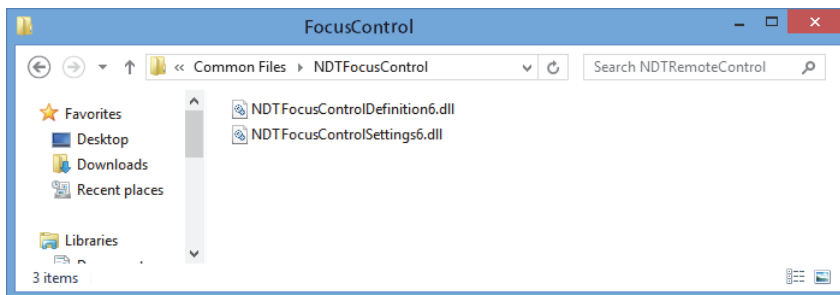 FocusControl
« Common Files ▸ NDTFocusControl
Search NDTRemoteControl
Favorites
Desktop
Downloads
Recent places
Libraries
NDTFocusControlDefinition6.dll
NDTFocusControlSettings6.dll
3 items